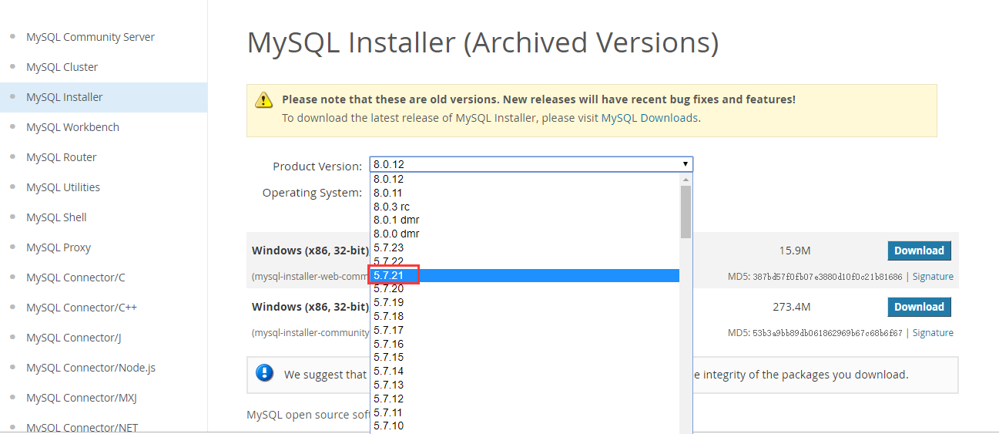 MySQL Community Server
MySQL Cluster
MySQL Installer
MySQL Workbench
MySQL Router
MySQL Utilities
MySQL Shell
MySQL Proxy
MySQL Connector/C
MySQL Connector/C++
MySQL Connector/J
MySQL Connector/Node.js
MySQL Connector/MXJ
MySQL Connector/NET
MySQL Installer (Archived Versions)
Please note that these are old versions. New releases will have recent bug fixes and features!
To download the latest release of MySQL Installer, please visit MySQL Downloads.
Product Version: 8.0.12
Operating System:
8.0.12
8.0.11
8.0.3 rc
8.0.1 dmr
8.0.0 dmr
5.7.23
5.7.22
5.7.21
5.7.20
5.7.19
5.7.18
5.7.17
5.7.16
5.7.15
5.7.14
5.7.13
5.7.12
5.7.11
5.7.10
Windows (x86, 32-bit) 15.9M Download
(mysql-installer-web-comm MD5: 387bd57f0fb07e3880d10f0c21b81686 | Signature
Windows (x86, 32-bit) 273.4M Download
(mysql-installer-community MD5: 53b3a9bb89db061862969b67c68b6f67 | Signature
We suggest that e integrity of the packages you download.
MySQL open source sof